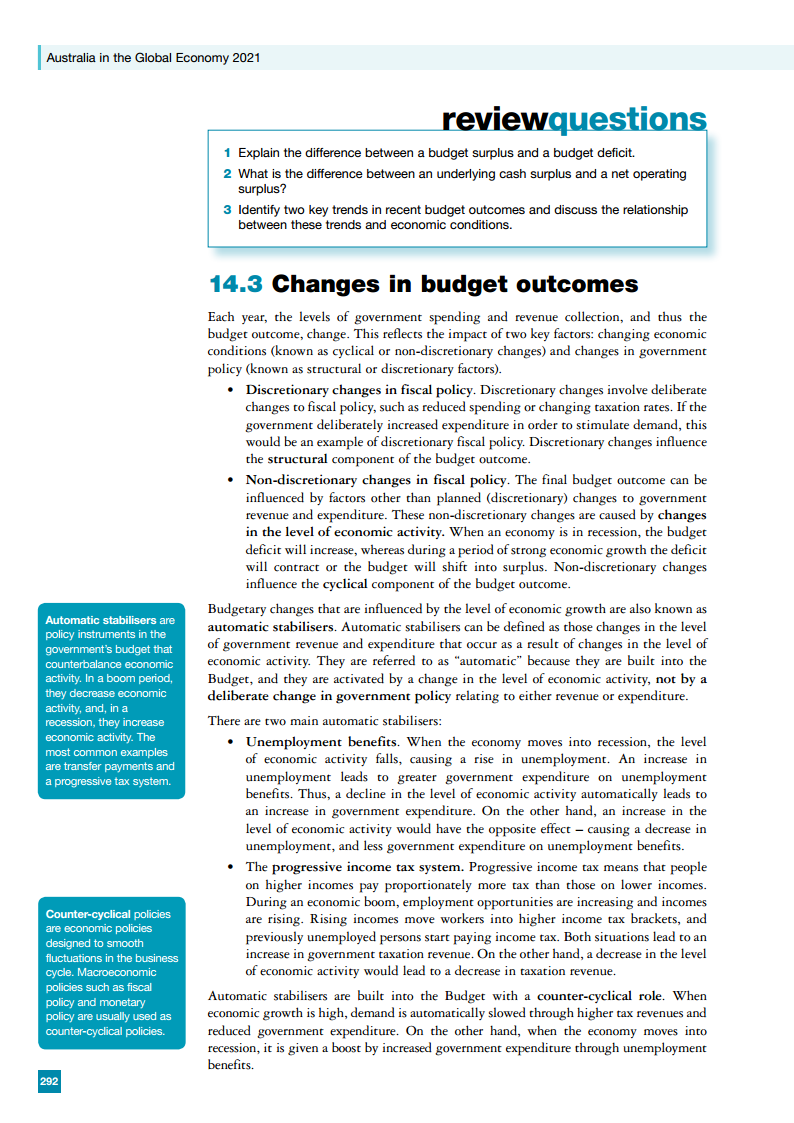 Australia in the Global Economy 2021
reviewquestions
1 Explain the difference between a budget surplus and a budget deficit.
2 What is the difference between an underlying cash surplus and a net operating
surplus?
3 Identify two key trends in recent budget outcomes and discuss the relationship
between these trends and economic conditions.
14.3 Changes in budget outcomes
Each year, the levels of government spending and revenue collection, and thus the
budget outcome, change. This reflects the impact of two key factors: changing economic
conditions (known as cyclical or non-discretionary changes) and changes in government
policy (known as structural or discretionary factors).
• Discretionary changes in fiscal policy. Discretionary changes involve deliberate
changes to fiscal policy, such as reduced spending or changing taxation rates. If the
government deliberately increased expenditure in order to stimulate demand, this
would be an example of discretionary fiscal policy. Discretionary changes influence
the structural component of the budget outcome.
• Non-discretionary changes in fiscal policy. The final budget outcome can be
influenced by factors other than planned (discretionary) changes to government
revenue and expenditure. These non-discretionary changes are caused by changes
in the level of economic activity. When an economy is in recession, the budget
deficit will increase, whereas during a period of strong economic growth the deficit
will contract or the budget will shift into surplus. Non-discretionary changes
influence the cyclical component of the budget outcome.
Budgetary changes that are influenced by the level of economic growth are also known as
automatic stabilisers. Automatic stabilisers can be defined as those changes in the level
of government revenue and expenditure that occur as a result of changes in the level of
economic activity. They are referred to as “automatic” because they are built into the
Budget, and they are activated by a change in the level of economic activity, not by a
deliberate change in government policy relating to either revenue or expenditure.
There are two main automatic stabilisers:
• Unemployment benefits. When the economy moves into recession, the level
of economic activity falls, causing a rise in unemployment. An increase in
unemployment leads to greater government expenditure on unemployment
benefits. Thus, a decline in the level of economic activity automatically leads to
an increase in government expenditure. On the other hand, an increase in the
level of economic activity would have the opposite effect – causing a decrease in
unemployment, and less government expenditure on unemployment benefits.
• The progressive income tax system. Progressive income tax means that people
on higher incomes pay proportionately more tax than those on lower incomes.
During an economic boom, employment opportunities are increasing and incomes
are rising. Rising incomes move workers into higher income tax brackets, and
previously unemployed persons start paying income tax. Both situations lead to an
increase in government taxation revenue. On the other hand, a decrease in the level
of economic activity would lead to a decrease in taxation revenue.
Automatic stabilisers are built into the Budget with a counter-cyclical role. When
economic growth is high, demand is automatically slowed through higher tax revenues and
reduced government expenditure. On the other hand, when the economy moves into
recession, it is given a boost by increased government expenditure through unemployment
benefits.
Automatic stabilisers are
policy instruments in the
government's budget that
counterbalance economic
activity. In a boom period,
they decrease economic
activity, and, in a
recession, they increase
economic activity. The
most common examples
are transfer payments and
a progressive tax system.
Counter-cyclical policies
are economic policies
designed to smooth
fluctuations in the business
cycle. Macroeconomic
policies such as fiscal
policy and monetary
policy are usually used as
counter-cyclical policies.
292